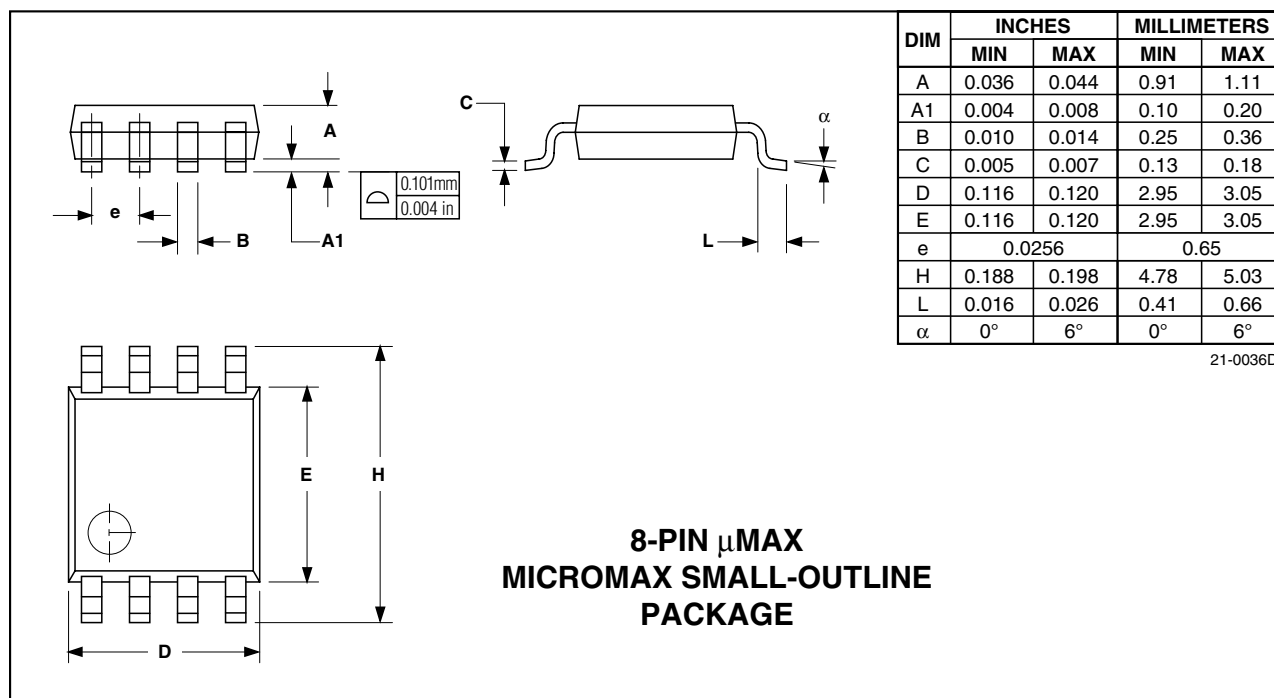 C
α
A
0.101mm
0.004 in
e
B
A1
L
DIM INCHES MILLIMETERS
MIN MAX MIN MAX
A 0.036 0.044 0.91 1.11
A1 0.004 0.008 0.10 0.20
B 0.010 0.014 0.25 0.36
C 0.005 0.007 0.13 0.18
D 0.116 0.120 2.95 3.05
E 0.116 0.120 2.95 3.05
e 0.0256 0.65
H 0.188 0.198 4.78 5.03
L 0.016 0.026 0.41 0.66
α 0° 6° 0° 6°
21-0036D
E
H
D
8-PIN μMAX
MICROMAX SMALL-OUTLINE
PACKAGE